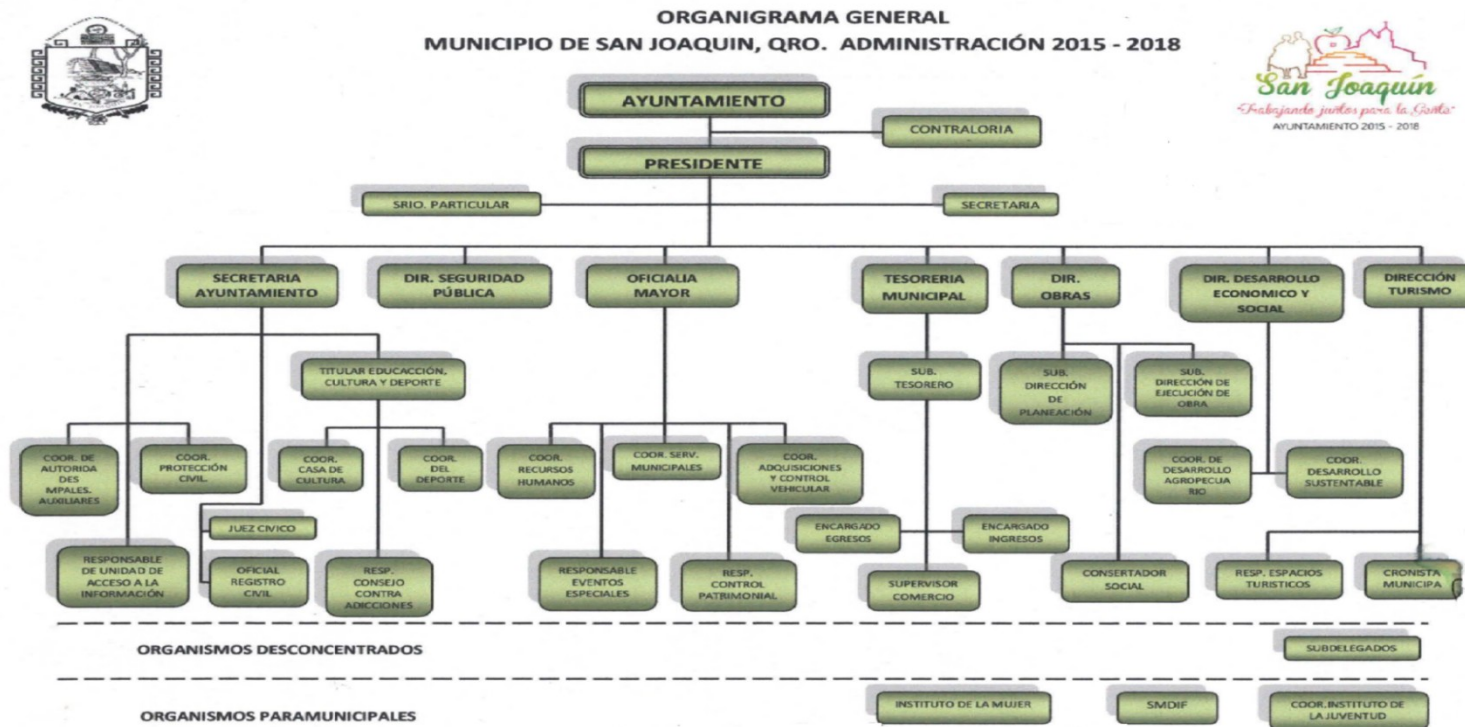 ORGANIGRAMA GENERAL
MUNICIPIO DE SAN JOAQUIN, QRO. ADMINISTRACIÓN 2015 - 2018
San Joaquín
"Trabajando juntos para la Gente"
AYUNTAMIENTO 2015 - 2018
AYUNTAMIENTO
CONTRALORIA
PRESIDENTE
SRIO. PARTICULAR
SECRETARIA
SECRETARIA
AYUNTAMIENTO
DIR. SEGURIDAD
PÚBLICA
OFICIALIA
MAYOR
TESORERIA
MUNICIPAL
DIR.
OBRAS
DIR. DESARROLLO
ECONOMICO Y
SOCIAL
DIRECCIÓN
TURISMO
TITULAR EDUCACCIÓN,
CULTURA Y DEPORTE
SUB.
TESORERO
SUB.
DIRECCIÓN
DE
PLANEACIÓN
SUB.
DIRECCIÓN DE
EJECUCIÓN DE
OBRA
COOR. DE
AUTORIDA
DES
MPALES.
AUXILIARES
COOR.
PROTECCIÓN
CIVIL.
COOR.
CASA DE
CULTURA
COOR.
DEL
DEPORTE
COOR.
RECURSOS
HUMANOS
COOR. SERV.
MUNICIPALES
COOR.
ADQUISICIONES
Y CONTROL
VEHICULAR
COOR. DE
DESARROLLO
AGROPECUA
RIO
COOR.
DESARROLLO
SUSTENTABLE
JUEZ CIVICO
ENCARGADO
EGRESOS
ENCARGADO
INGRESOS
RESPONSABLE
DE UNIDAD DE
ACCESO A LA
INFORMACIÓN
OFICIAL
REGISTRO
CIVIL
RESP.
CONSEJO
CONTRA
ADICCIONES
RESPONSABLE
EVENTOS
ESPECIALES
RESP.
CONTROL
PATRIMONIAL
SUPERVISOR
COMERCIO
CONSERTADOR
SOCIAL
RESP. ESPACIOS
TURISTICOS
CRONISTA
MUNICIPA
ORGANISMOS DESCONCENTRADOS
SUBDELEGADOS
ORGANISMOS PARAMUNICIPALES
INSTITUTO DE LA MUJER
SMDIF
COOR.INSTITUTO DE
LA JUVENTUD